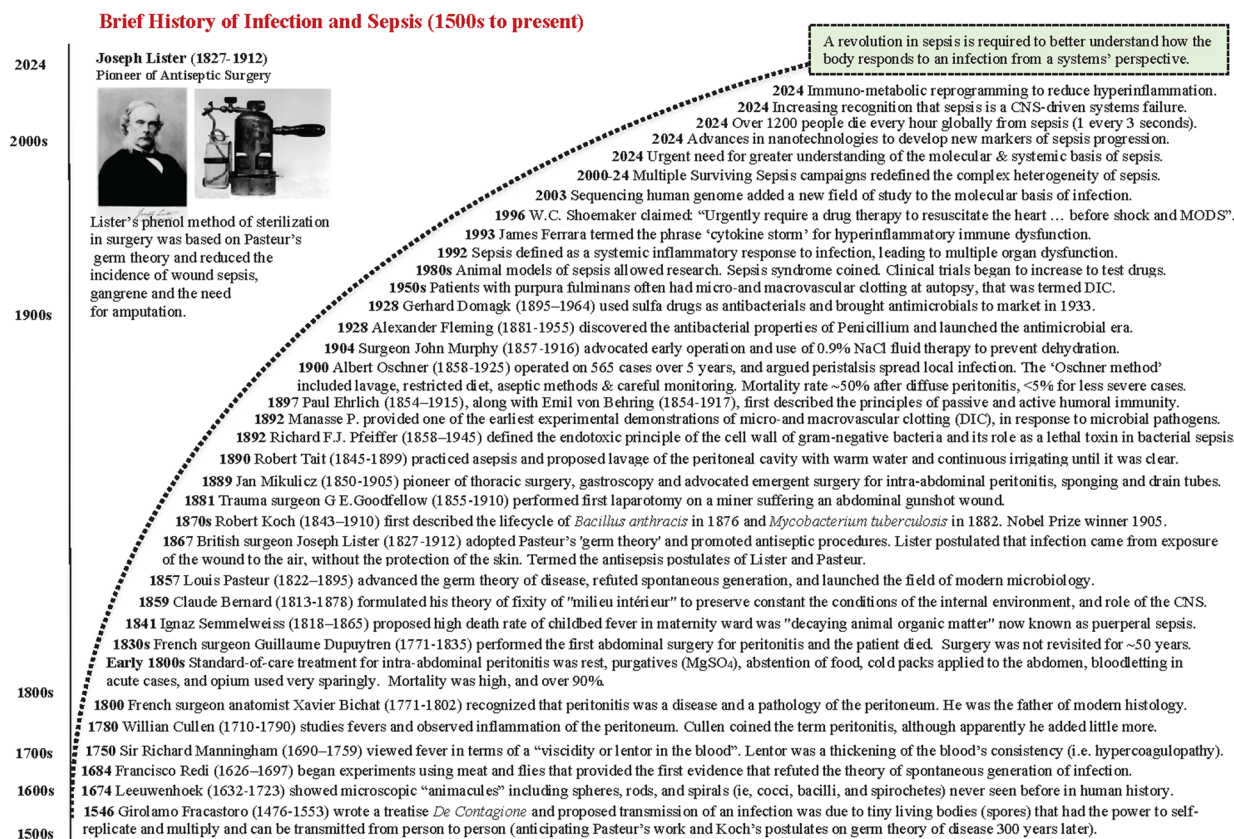 Brief History of Infection and Sepsis (1500s to present)
2024
Joseph Lister (1827-1912)
Pioneer of Antiseptic Surgery
Lister's phenol method of sterilization
in surgery was based on Pasteur's
germ theory and reduced the
incidence of wound sepsis,
gangrene and the need
for amputation.
A revolution in sepsis is required to better understand how the
body responds to an infection from a systems' perspective.
2024 Immuno-metabolic reprogramming to reduce hyperinflammation.
2024 Increasing recognition that sepsis is a CNS-driven systems failure.
2024 Over 1200 people die every hour globally from sepsis (1 every 3 seconds).
2000s
2024 Advances in nanotechnologies to develop new markers of sepsis progression.
2024 Urgent need for greater understanding of the molecular & systemic basis of sepsis.
2000-24 Multiple Surviving Sepsis campaigns redefined the complex heterogeneity of sepsis.
2003 Sequencing human genome added a new field of study to the molecular basis of infection.
1996 W.C. Shoemaker claimed: “Urgently require a drug therapy to resuscitate the heart … before shock and MODS”.
1993 James Ferrara termed the phrase ‘cytokine storm’ for hyperinflammatory immune dysfunction.
1992 Sepsis defined as a systemic inflammatory response to infection, leading to multiple organ dysfunction.
1980s Animal models of sepsis allowed research. Sepsis syndrome coined. Clinical trials began to increase to test drugs.
1950s Patients with purpura fulminans often had micro-and macrovascular clotting at autopsy, that was termed DIC.
1928 Gerhard Domagk (1895–1964) used sulfa drugs as antibacterials and brought antimicrobials to market in 1933.
1900s
1928 Alexander Fleming (1881-1955) discovered the antibacterial properties of Penicillium and launched the antimicrobial era.
1904 Surgeon John Murphy (1857-1916) advocated early operation and use of 0.9% NaCl fluid therapy to prevent dehydration.
1900 Albert Oschner (1858-1925) operated on 565 cases over 5 years, and argued peristalsis spread local infection. The ‘Oschner method’
included lavage, restricted diet, aseptic methods & careful monitoring. Mortality rate ~50% after diffuse peritonitis, <5% for less severe cases.
1897 Paul Ehrlich (1854–1915), along with Emil von Behring (1854-1917), first described the principles of passive and active humoral immunity.
1892 Manasse P. provided one of the earliest experimental demonstrations of micro-and macrovascular clotting (DIC), in response to microbial pathogens.
1892 Richard F.J. Pfeiffer (1858–1945) defined the endotoxic principle of the cell wall of gram-negative bacteria and its role as a lethal toxin in bacterial sepsis.
1890 Robert Tait (1845-1899) practiced asepsis and proposed lavage of the peritoneal cavity with warm water and continuous irrigating until it was clear.
1889 Jan Mikulicz (1850-1905) pioneer of thoracic surgery, gastroscopy and advocated emergent surgery for intra-abdominal peritonitis, sponging and drain tubes.
1881 Trauma surgeon G E.Goodfellow (1855-1910) performed first laparotomy on a miner suffering an abdominal gunshot wound.
1870s Robert Koch (1843–1910) first described the lifecycle of Bacillus anthracis in 1876 and Mycobacterium tuberculosis in 1882. Nobel Prize winner 1905.
1867 British surgeon Joseph Lister (1827-1912) adopted Pasteur's 'germ theory' and promoted antiseptic procedures. Lister postulated that infection came from exposure
of the wound to the air, without the protection of the skin. Termed the antisepsis postulates of Lister and Pasteur.
1857 Louis Pasteur (1822–1895) advanced the germ theory of disease, refuted spontaneous generation, and launched the field of modern microbiology.
1859 Claude Bernard (1813-1878) formulated his theory of fixity of "milieu intérieur" to preserve constant the conditions of the internal environment, and role of the CNS.
1841 Ignaz Semmelweiss (1818–1865) proposed high death rate of childbed fever in maternity ward was "decaying animal organic matter" now known as puerperal sepsis.
1830s French surgeon Guillaume Dupuytren (1771-1835) performed the first abdominal surgery for peritonitis and the patient died. Surgery was not revisited for ~50 years.
Early 1800s Standard-of-care treatment for intra-abdominal peritonitis was rest, purgatives (MgSO₄), abstention of food, cold packs applied to the abdomen, bloodletting in
acute cases, and opium used very sparingly. Mortality was high, and over 90%.
1800s
1800 French surgeon anatomist Xavier Bichat (1771-1802) recognized that peritonitis was a disease and a pathology of the peritoneum. He was the father of modern histology.
1780 Willian Cullen (1710-1790) studies fevers and observed inflammation of the peritoneum. Cullen coined the term peritonitis, although apparently he added little more.
1700s
1750 Sir Richard Manningham (1690–1759) viewed fever in terms of a “viscidity or lentor in the blood”. Lentor was a thickening of the blood's consistency (i.e. hypercoagulopathy).
1684 Francisco Redi (1626–1697) began experiments using meat and flies that provided the first evidence that refuted the theory of spontaneous generation of infection.
1600s
1674 Leeuwenhoek (1632-1723) showed microscopic “animacules” including spheres, rods, and spirals (ie, cocci, bacilli, and spirochetes) never seen before in human history.
1546 Girolamo Fracastoro (1476-1553) wrote a treatise De Contagione and proposed transmission of an infection was due to tiny living bodies (spores) that had the power to self-
replicate and multiply and can be transmitted from person to person (anticipating Pasteur's work and Koch's postulates on germ theory of disease 300 years later).
1500s